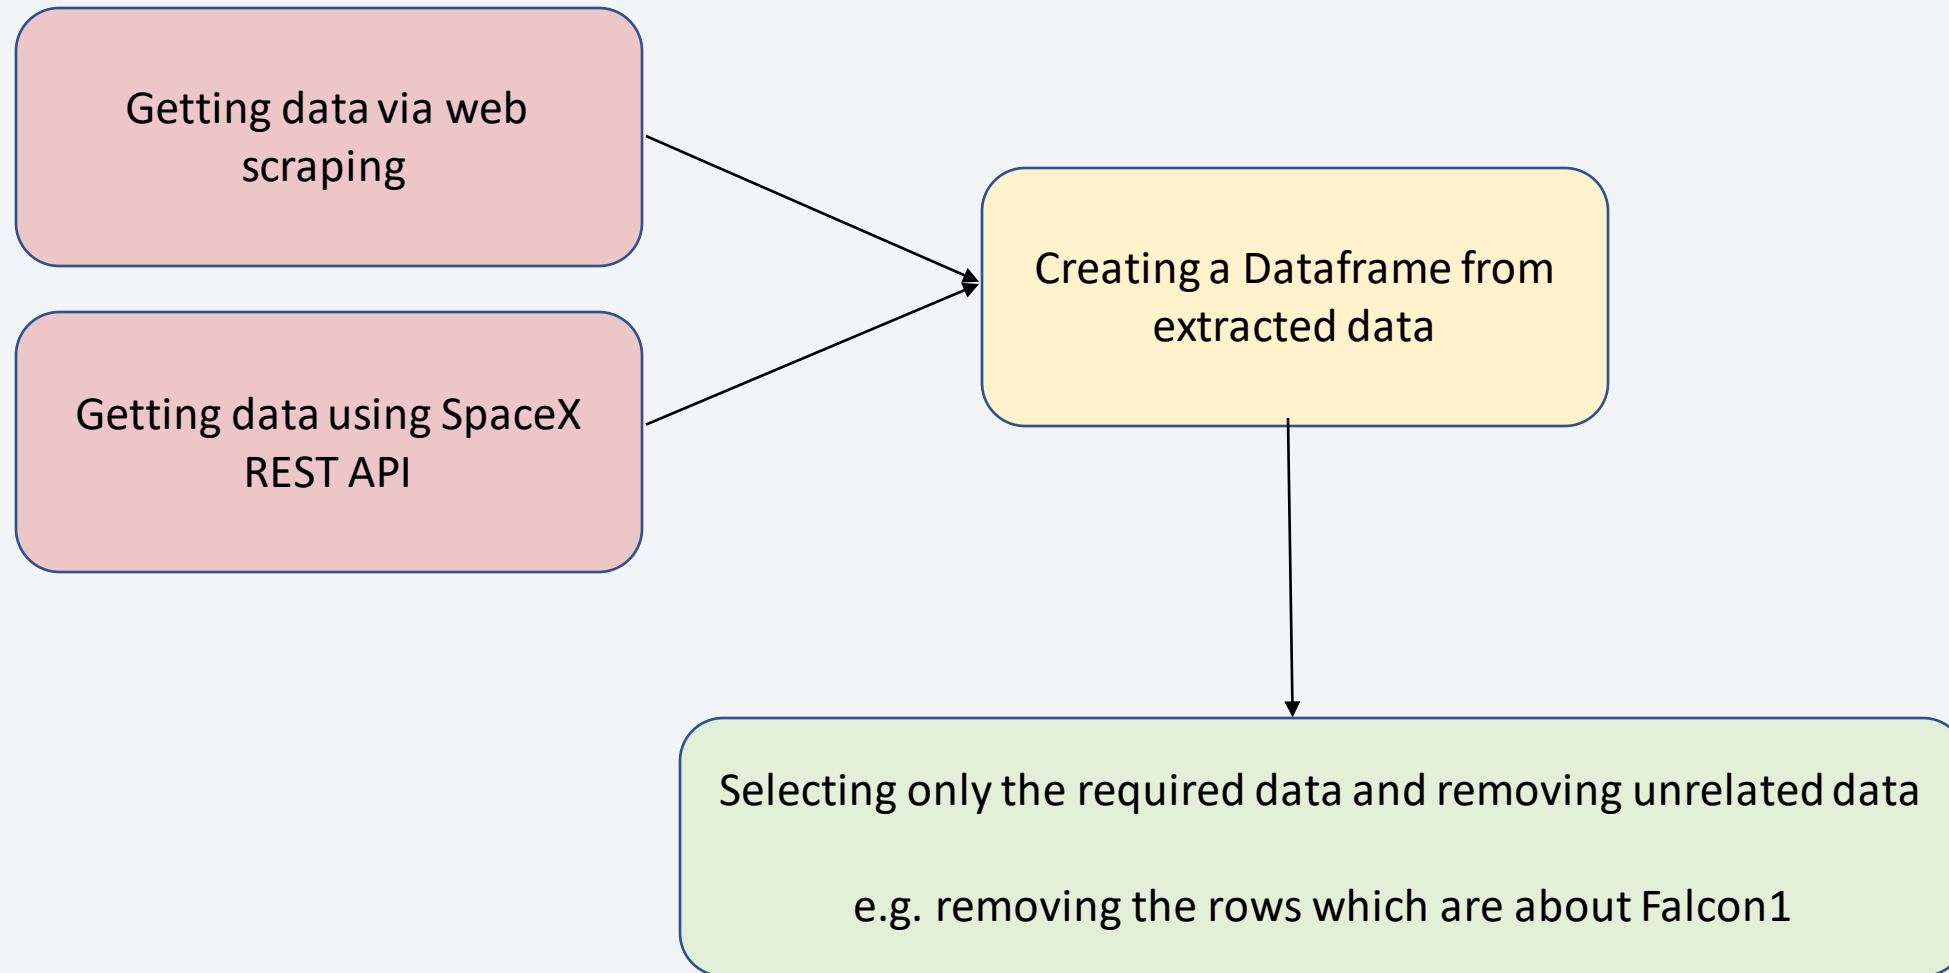 Getting data via web
scraping
Getting data using SpaceX
REST API
Creating a Dataframe from
extracted data
Selecting only the required data and removing unrelated data
e.g. removing the rows which are about Falcon1